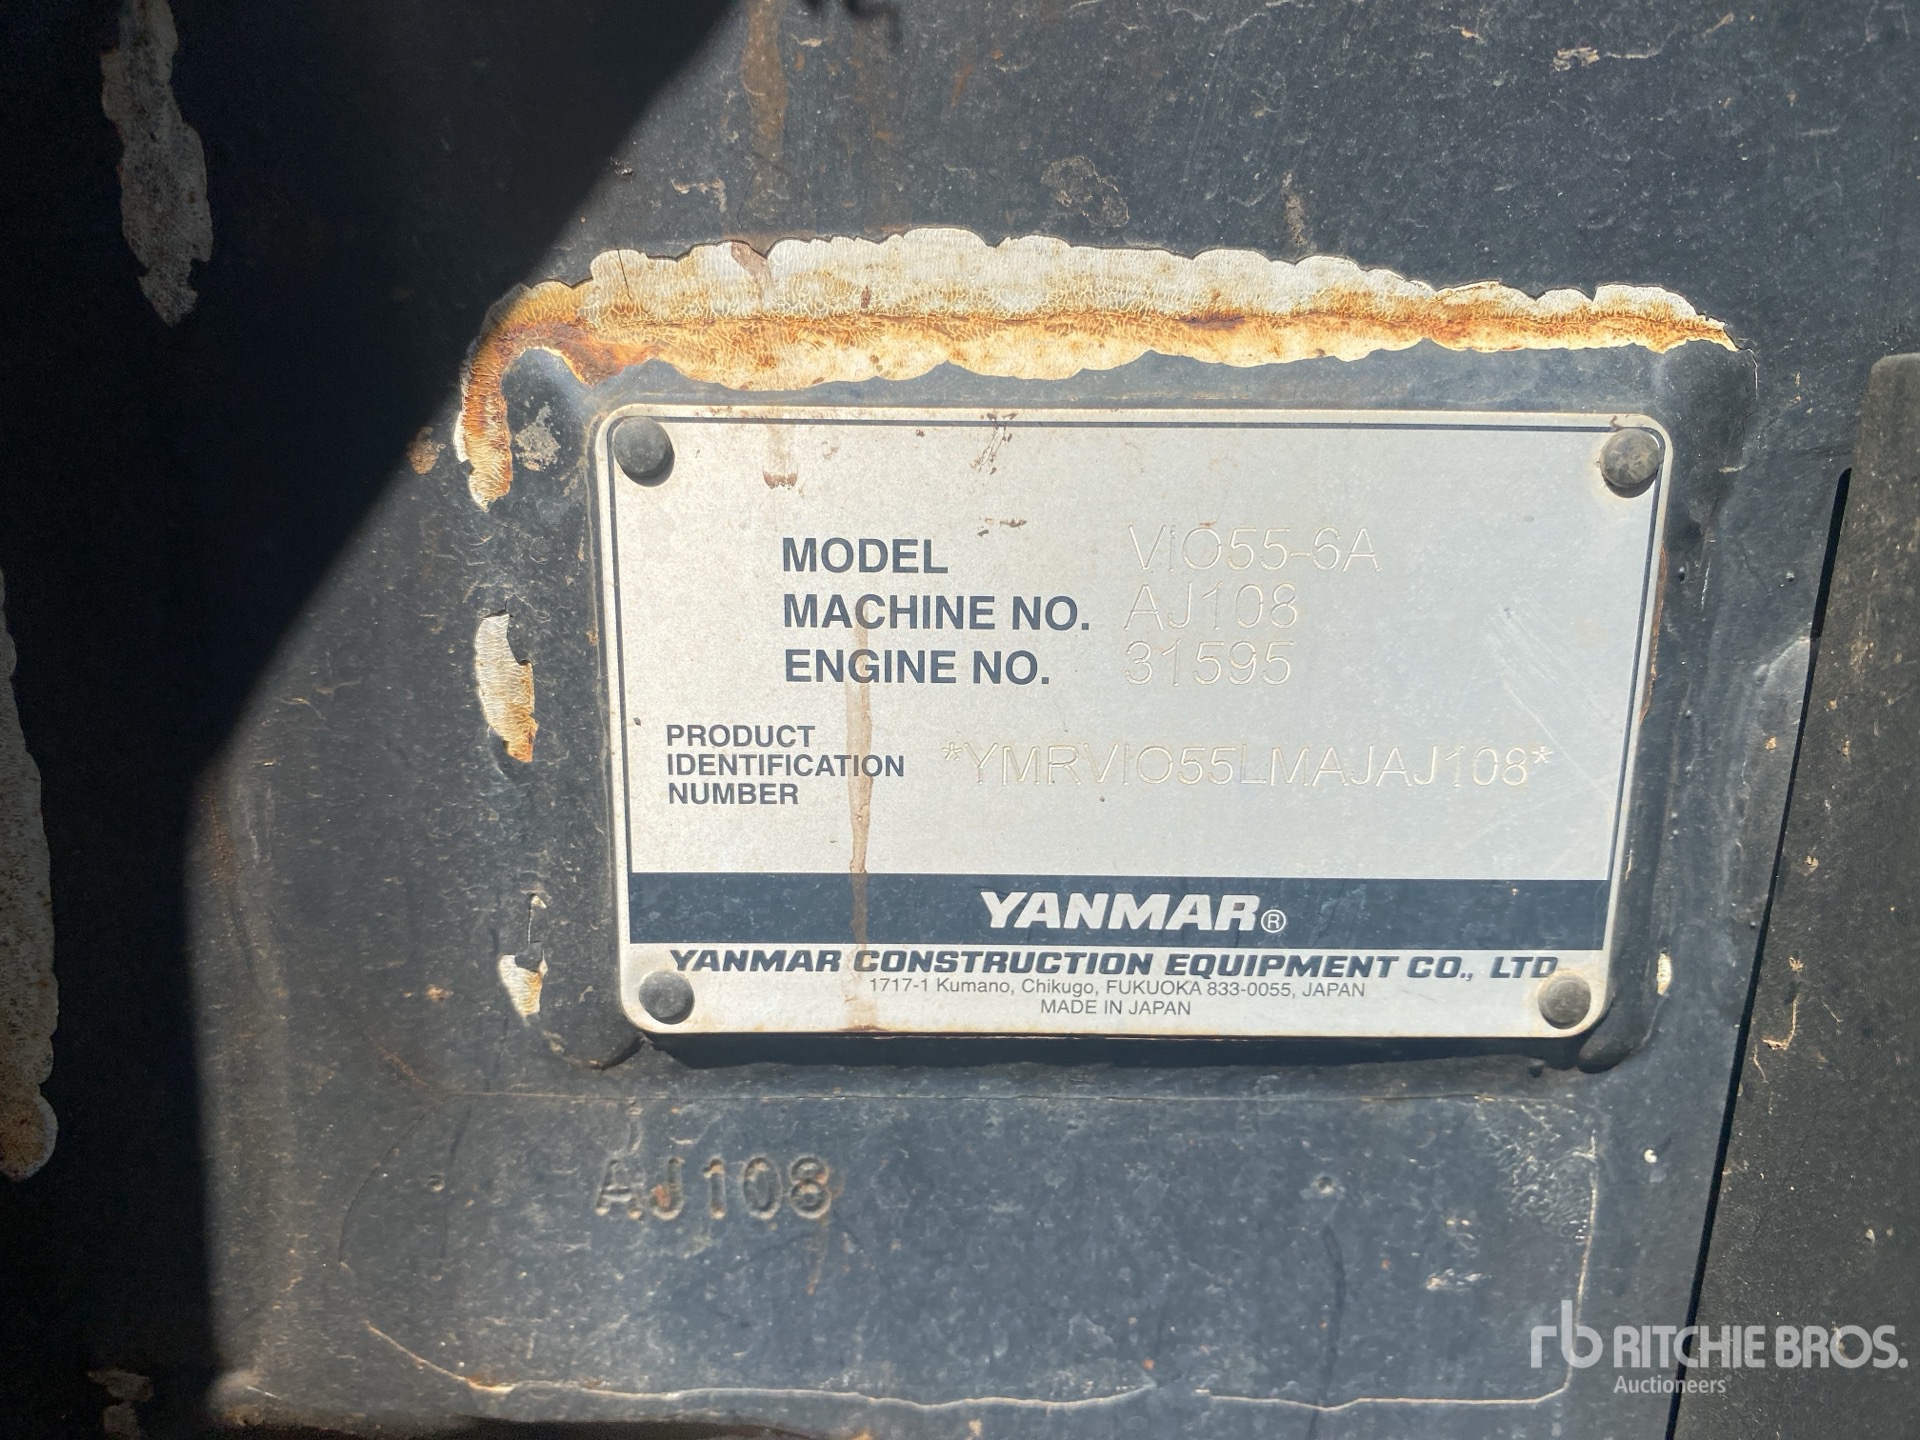 MODEL ViO55-6A
MACHINE NO. AJ108
ENGINE NO. 31595
PRODUCT
IDENTIFICATION
NUMBER
*YMRVIO55LMAJAJ108*
YANMAR®
YANMAR CONSTRUCTION EQUIPMENT CO., LTD.
1717-1 Kumano, Chikugo, FUKUOKA 833-0055, JAPAN
MADE IN JAPAN
AJ108
rb RITCHIE BROS.
Auctioneers